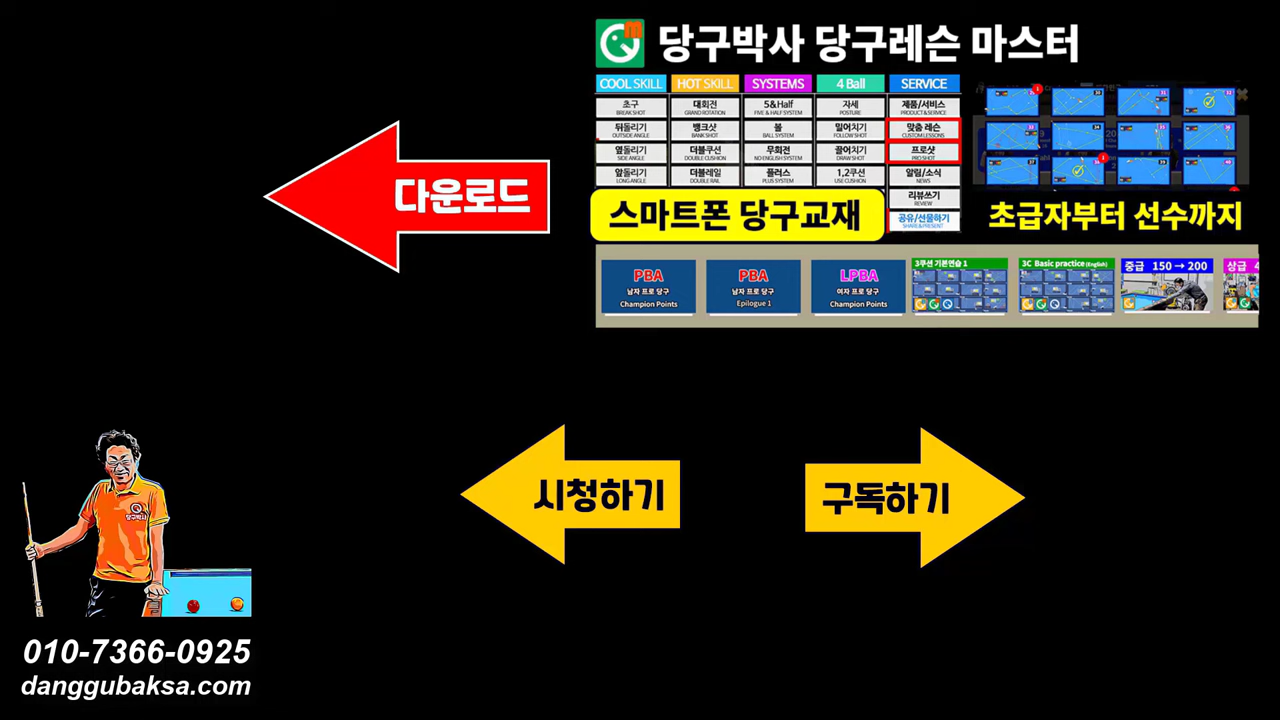 당구박사 당구레슨 마스터
COOL SKILL HOT SKILL SYSTEMS 4 Ball SERVICE
초구 대회전 5&Half 자세 제품/서비스
BREAK SHOT GRAND ROTATION FIVE & HALF SYSTEM POSTURE PRODUCT & SERVICE
뒤돌리기 뱅크샷 볼 밀어치기 맞춤 레슨
OUTSIDE ANGLE BANK SHOT BALL SYSTEM FOLLOW SHOT CUSTOM LESSONS
옆돌리기 더블쿠션 무회전 끌어치기 프로샷
SIDE ANGLE DOUBLE CUSHION NO ENGLISH SYSTEM DRAW SHOT PRO SHOT
앞돌리기 더블레일 플러스 1,2쿠션 알림/소식
LONG ANGLE DOUBLE RAIL PLUS SYSTEM USE CUSHION NEWS
리뷰쓰기
REVIEW
공유/선물하기
SHARE & PRESENT
스마트폰 당구교재
초급자부터 선수까지
다운로드
PBA PBA LPBA 3쿠션 기본연습 1 3C Basic practice (English) 중급 150 → 200 상급 4
남자 프로 당구 남자 프로 당구 여자 프로 당구
Champion Points Epilogue 1 Champion Points
시청하기 구독하기
당구박사
010-7366-0925
danggubaksa.com